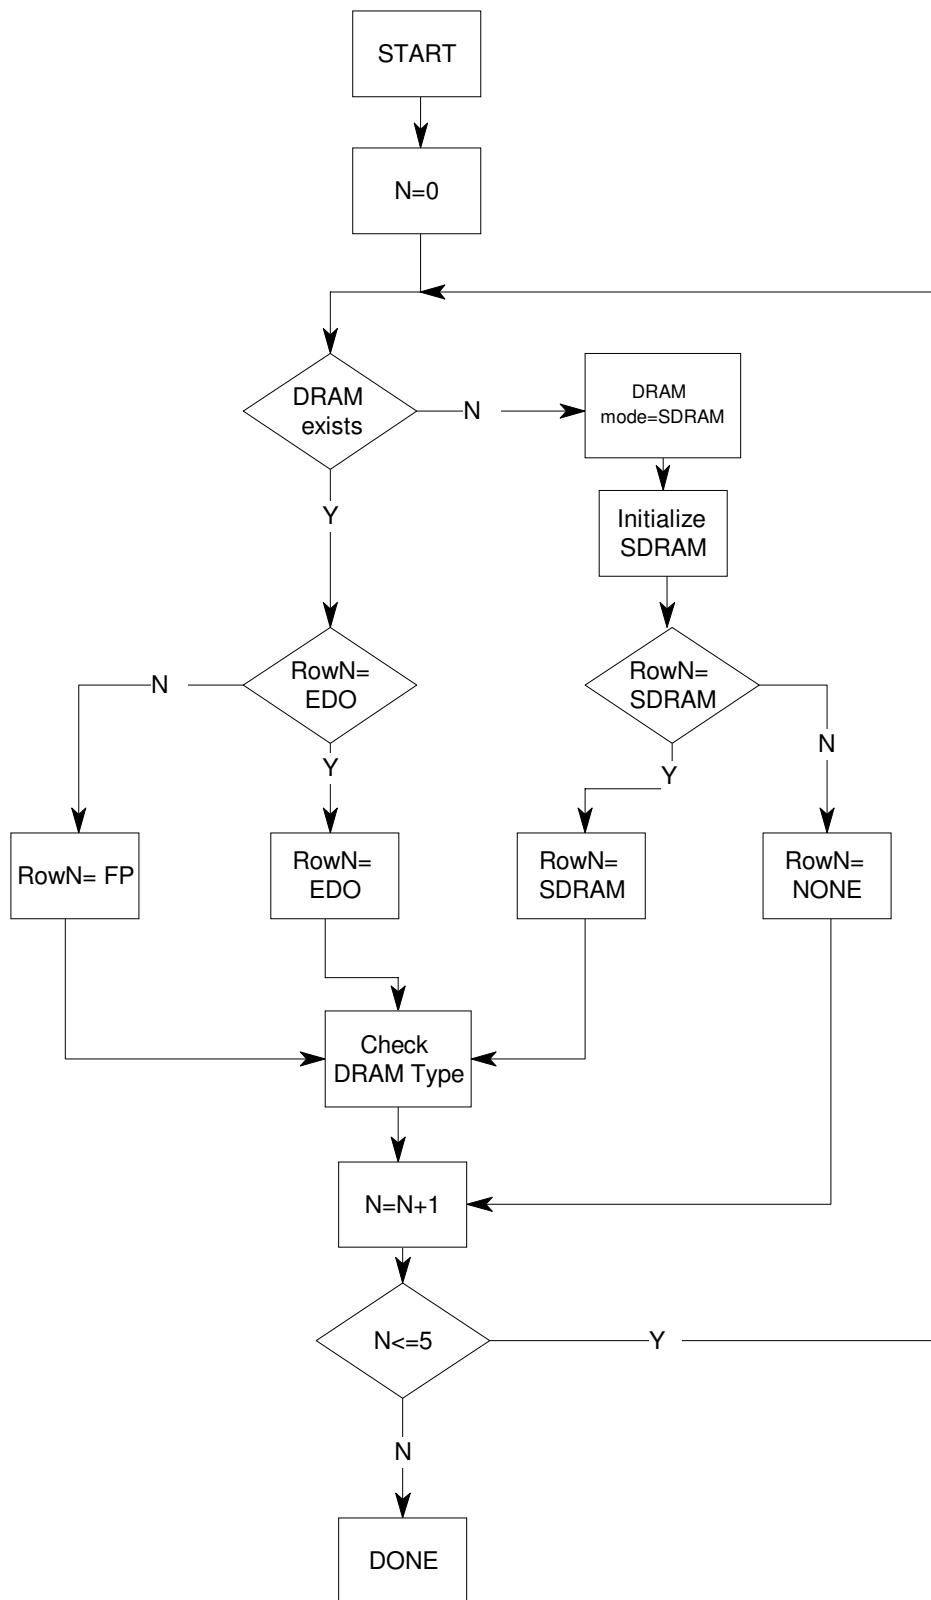 START
N=0
DRAM
exists
N
DRAM
mode=SDRAM
Y
Initialize
SDRAM
RowN=
EDO
N
Y
RowN=
SDRAM
Y
N
RowN= FP
RowN=
EDO
RowN=
SDRAM
RowN=
NONE
Check
DRAM Type
N=N+1
N<=5
Y
N
DONE